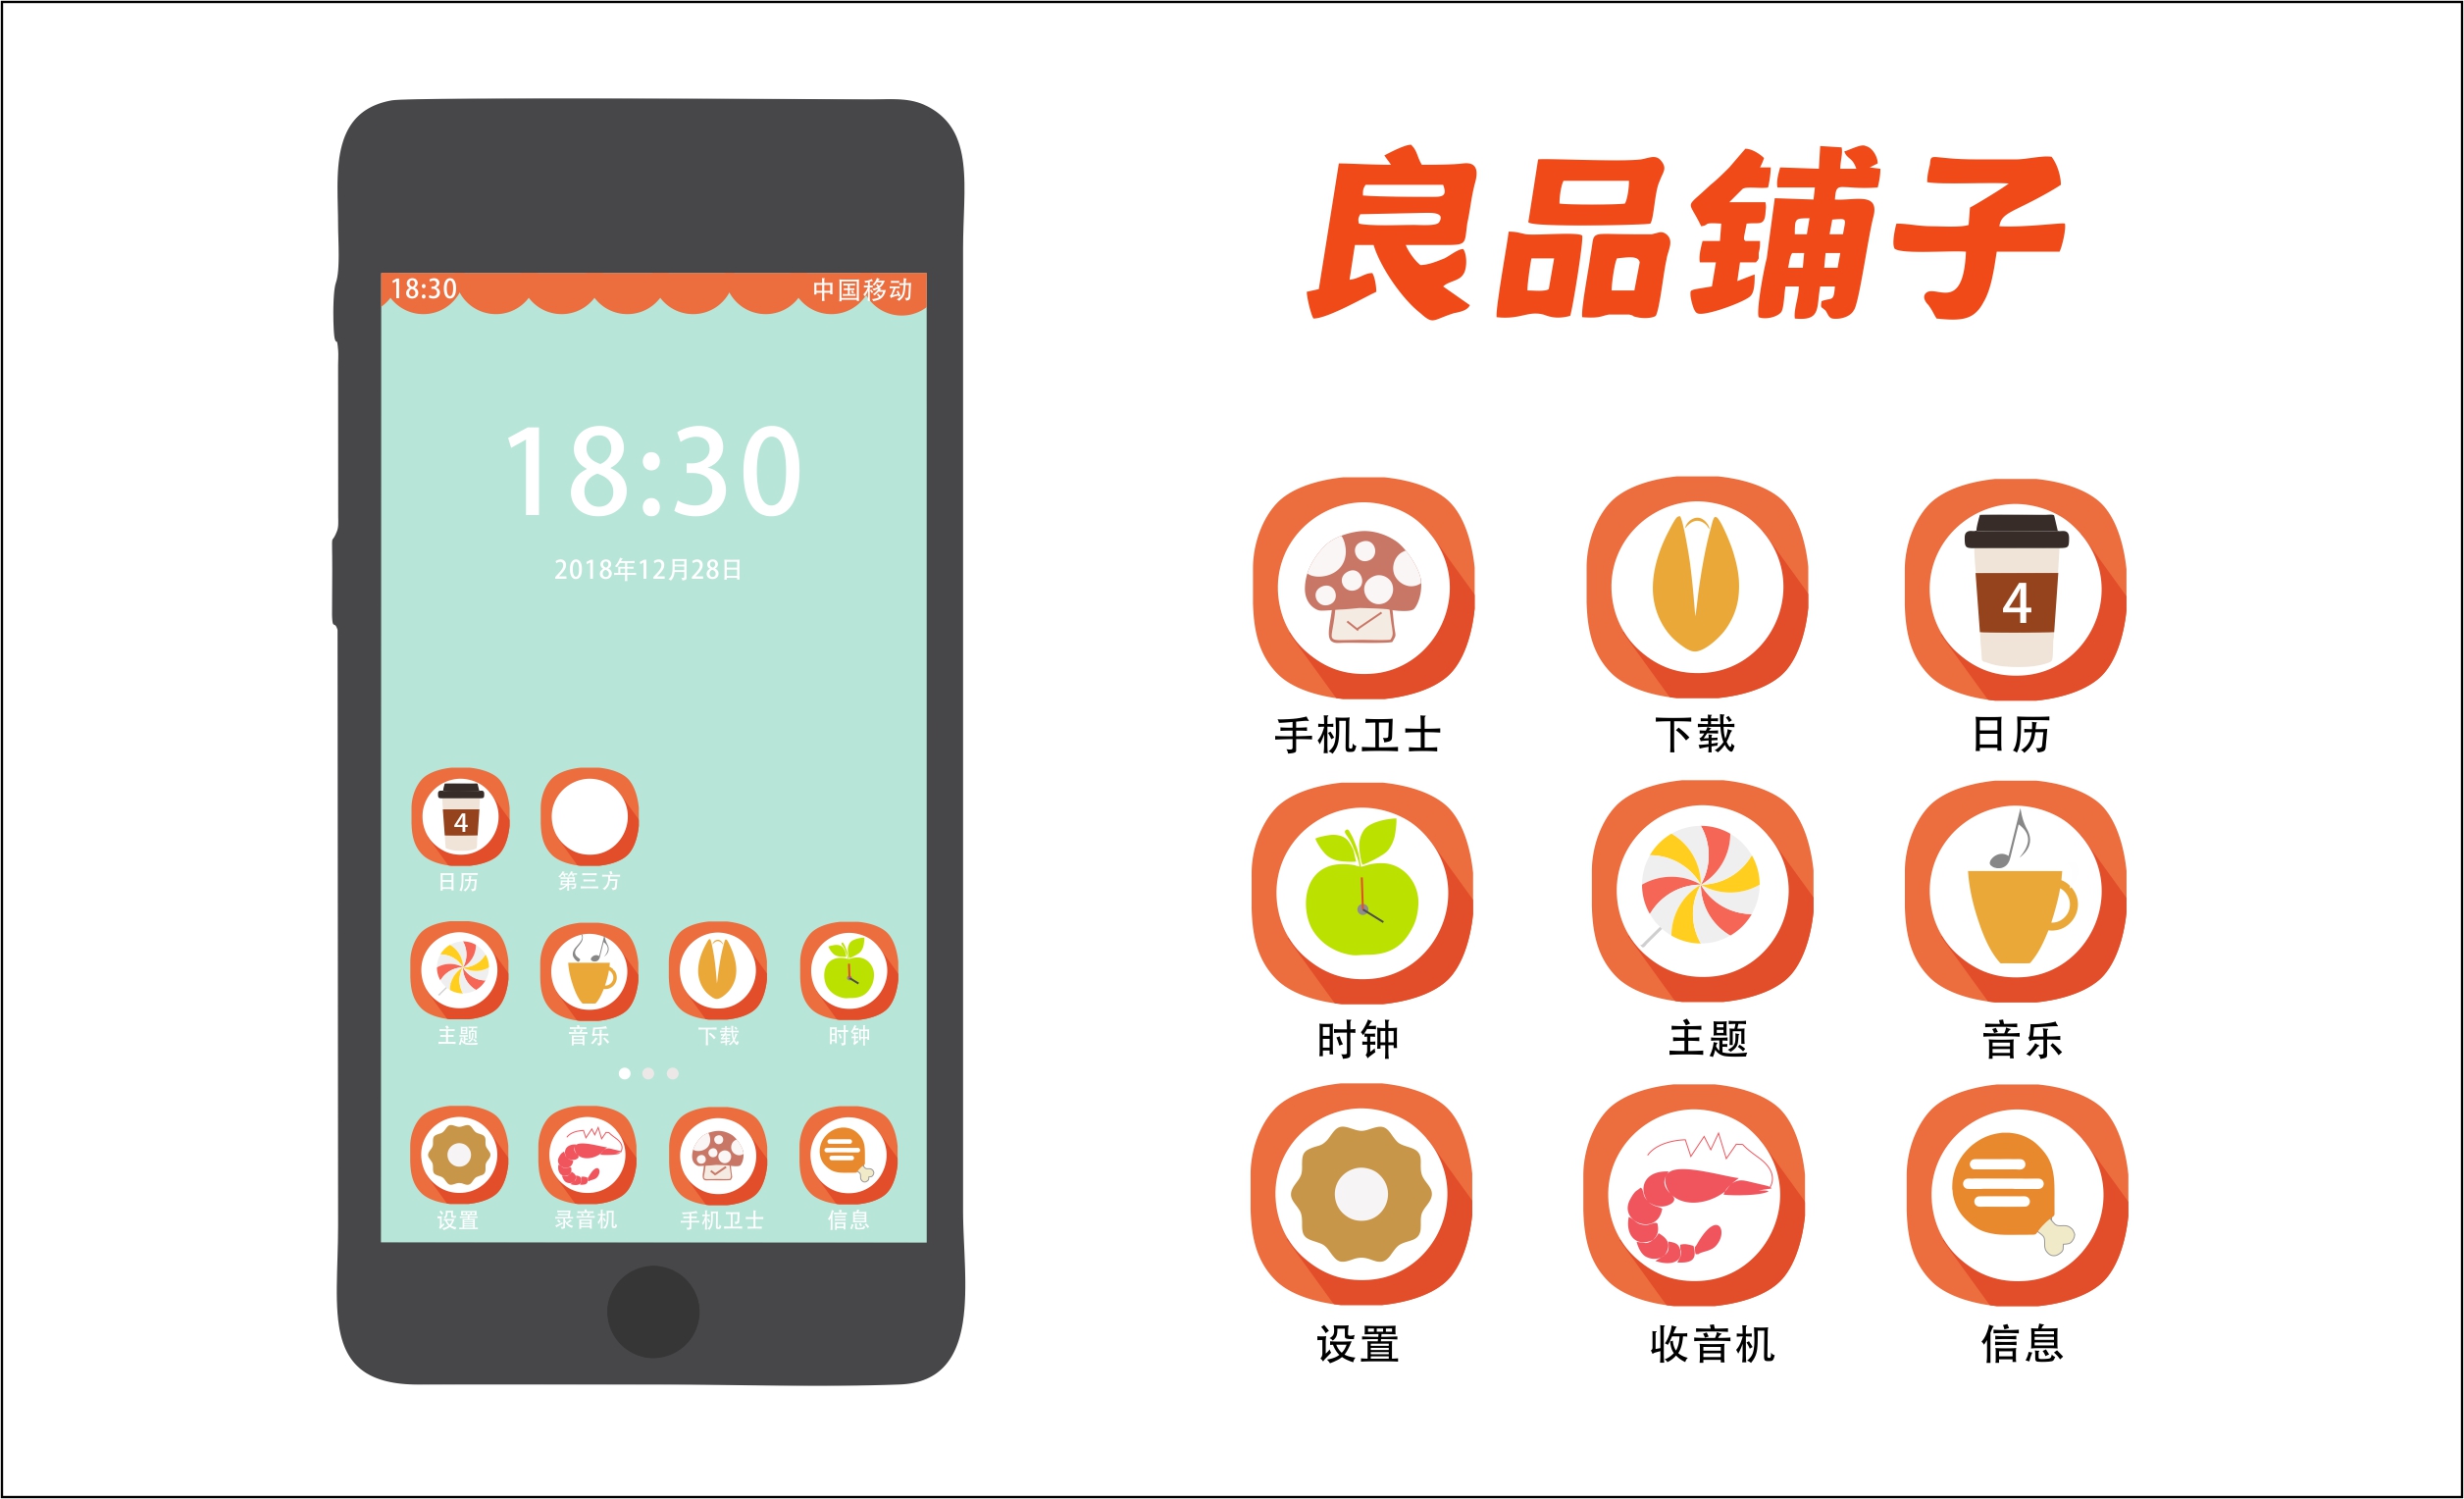 18:30 中国移动
18:30
2018年12月28日
4
日历 第三方
主题 音乐 下载 时钟
设置 录音机 手机卫士 信息
良品铺子
4
手机卫士 下载 日历
时钟 主题 音乐
设置 收音机 信息